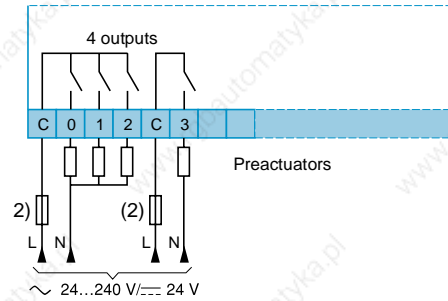 4 outputs
C 0 1 2 C 3
Preactuators
2) (2)
L N L N
~ 24...240 V/⎓ 24 V